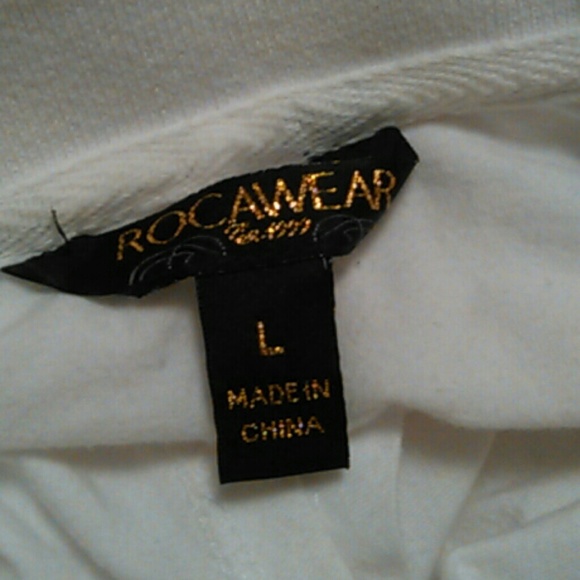 ROCAWEAR
Est. 1999
L
MADE IN
CHINA